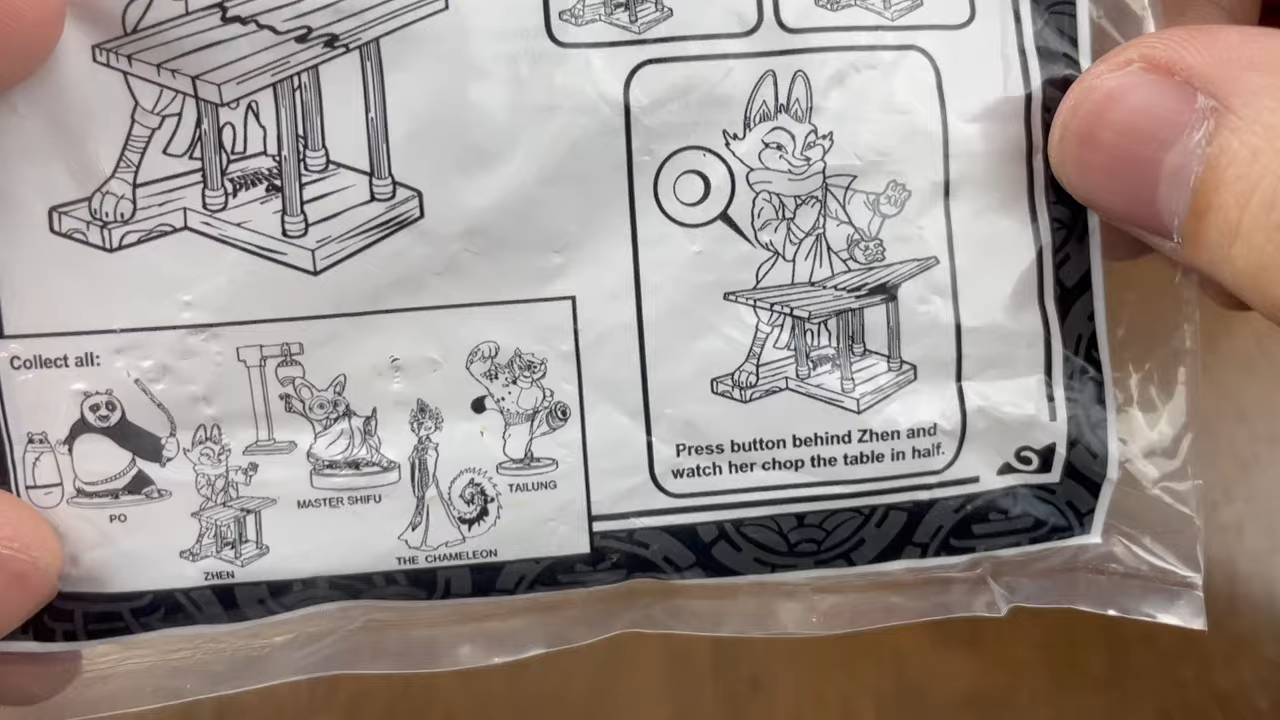 Collect all:
PO
ZHEN
MASTER SHIFU
THE CHAMELEON
TAILUNG
Press button behind Zhen and
watch her chop the table in half.